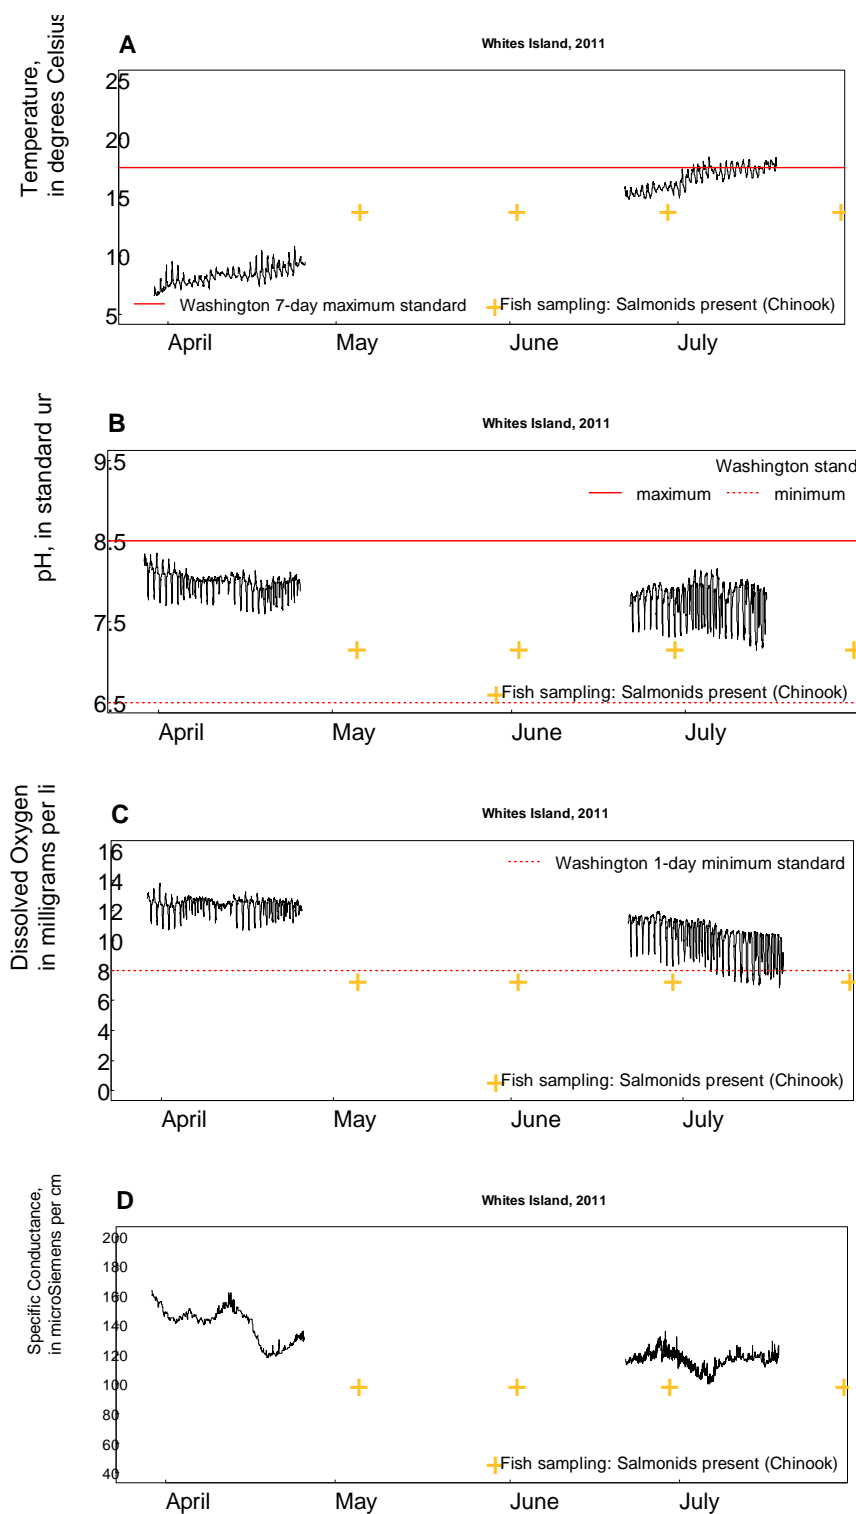 A
Whites Island, 2011
Temperature,
in degrees Celsius
25
20
15
10
5
Washington 7-day maximum standard
Fish sampling: Salmonids present (Chinook)
April May June July
B
Whites Island, 2011
pH, in standard ur
9.5
8.5
7.5
6.5
Washington stand
maximum minimum
Fish sampling: Salmonids present (Chinook)
April May June July
C
Whites Island, 2011
Dissolved Oxygen
in milligrams per li
16
14
12
10
8
6
4
2
0
Washington 1-day minimum standard
Fish sampling: Salmonids present (Chinook)
April May June July
D
Whites Island, 2011
Specific Conductance,
in microSiemens per cm
200
180
160
140
120
100
80
60
40
Fish sampling: Salmonids present (Chinook)
April May June July